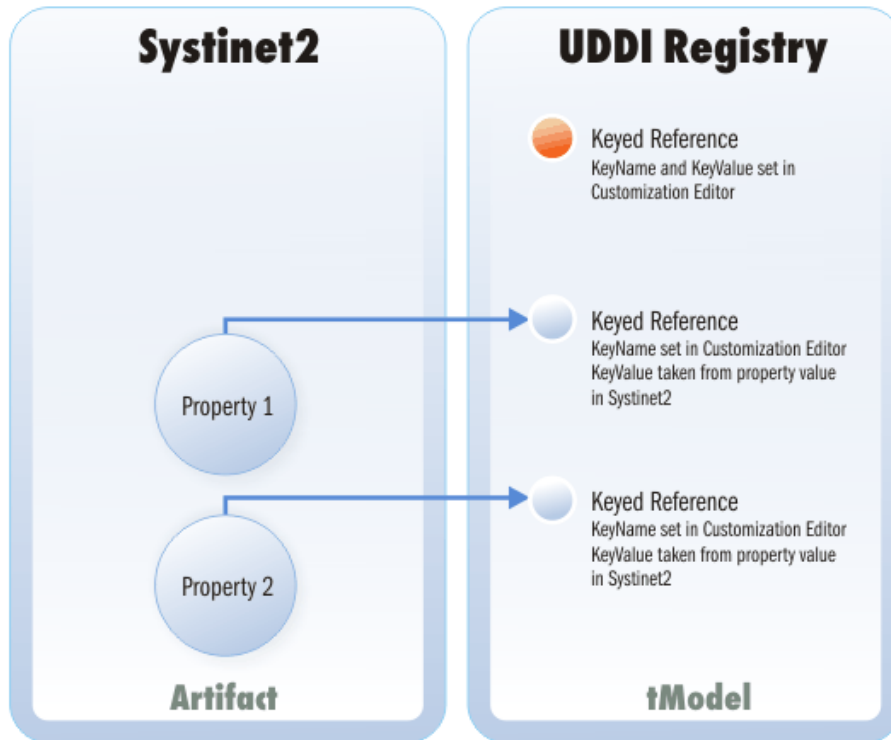 Systinet2
Property 1
Property 2
Artifact
UDDI Registry
Keyed Reference
KeyName and KeyValue set in
Customization Editor
Keyed Reference
KeyName set in Customization Editor
KeyValue taken from property value
in Systinet2
Keyed Reference
KeyName set in Customization Editor
KeyValue taken from property value
in Systinet2
tModel